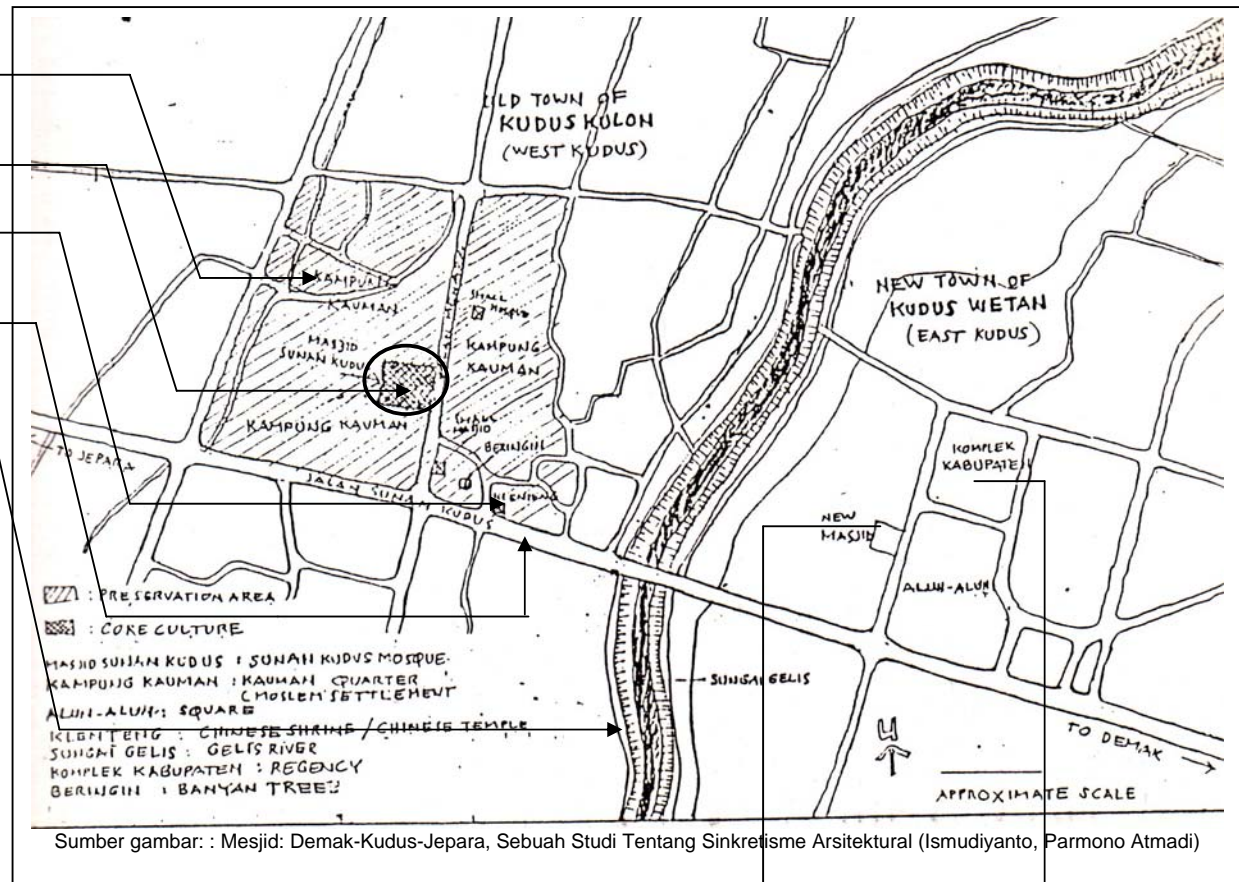 LD TOWN OF
KUDUS KULON
(WEST KUDUS)
NEW TOWN OF
KUDUS WETAN
(EAST KUDUS)
KAMPUNG
KAUMAN
SMALL
MASJID
SUNAN KUDUS
KAMPUNG
KAUMAN
KAMPUNG KAUMAN
SMALL
BERINGIN
KLENTENG
TO JEPARA
JALAN SUNAN KUDUS
KOMPLEK
KABUPATEN
NEW
MASJID
ALUN-ALUN
: PRESERVATION AREA
: CORE CULTURE
MASJID SUNAN KUDUS : SUNAN KUDUS MOSQUE
KAMPUNG KAUMAN : KAUMAN QUARTER
(MOSLEM SETTLEMENT
ALUN-ALUN : SQUARE
KLENTENG : CHINESE SHRINE / CHINESE TEMPLE
SUNGAI GELIS : GELIS RIVER
KOMPLEK KABUPATEN : REGENCY
BERINGIN : BANYAN TREES
SUNGAI GELIS
U
TO DEMAK
APPROXIMATE SCALE
Sumber gambar: : Mesjid: Demak-Kudus-Jepara, Sebuah Studi Tentang Sinkretisme Arsitektural (Ismudiyanto, Parmono Atmadi)